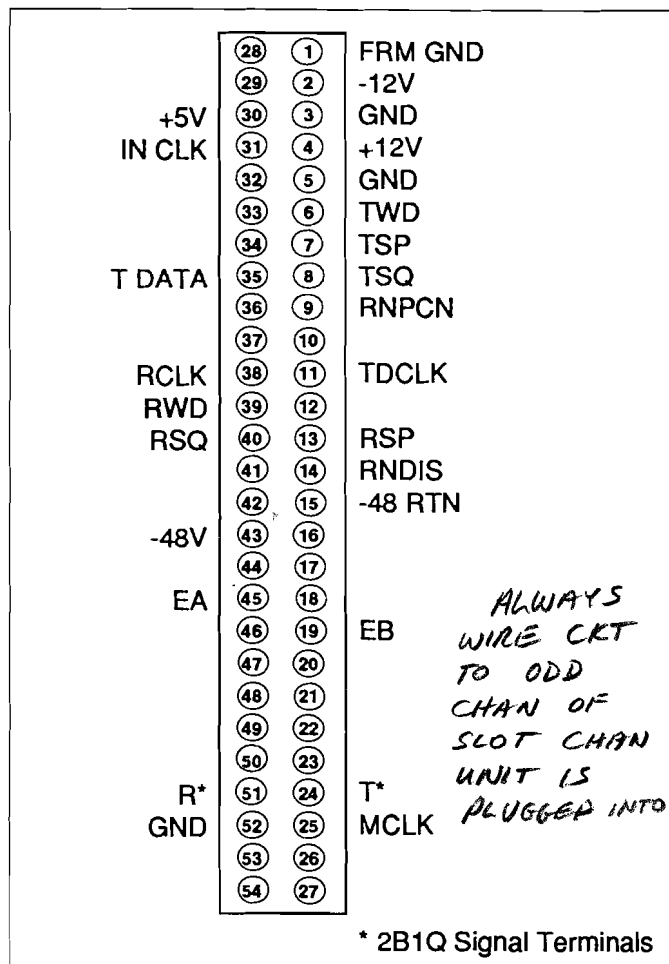 28 1 FRM GND
29 2 -12V
+5V 30 3 GND
IN CLK 31 4 +12V
32 5 GND
33 6 TWD
34 7 TSP
T DATA 35 8 TSQ
36 9 RNPCN
37 10
RCLK 38 11 TDCLK
RWD 39 12
RSQ 40 13 RSP
41 14 RNDIS
42 15 -48 RTN
-48V 43 16
44 17
EA 45 18
46 19 EB
47 20
48 21
49 22
50 23
R* 51 24 T*
GND 52 25 MCLK
53 26
54 27
ALWAYS
WIRE CKT
TO ODD
CHAN OF
SLOT CHAN
UNIT IS
PLUGGED INTO
* 2B1Q Signal Terminals